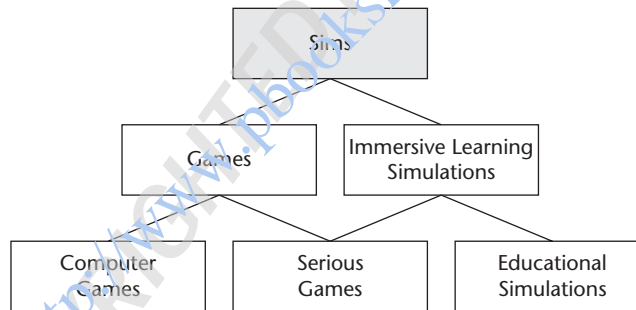 Sims
Games
Immersive Learning
Simulations
Computer
Games
Serious
Games
Educational
Simulations